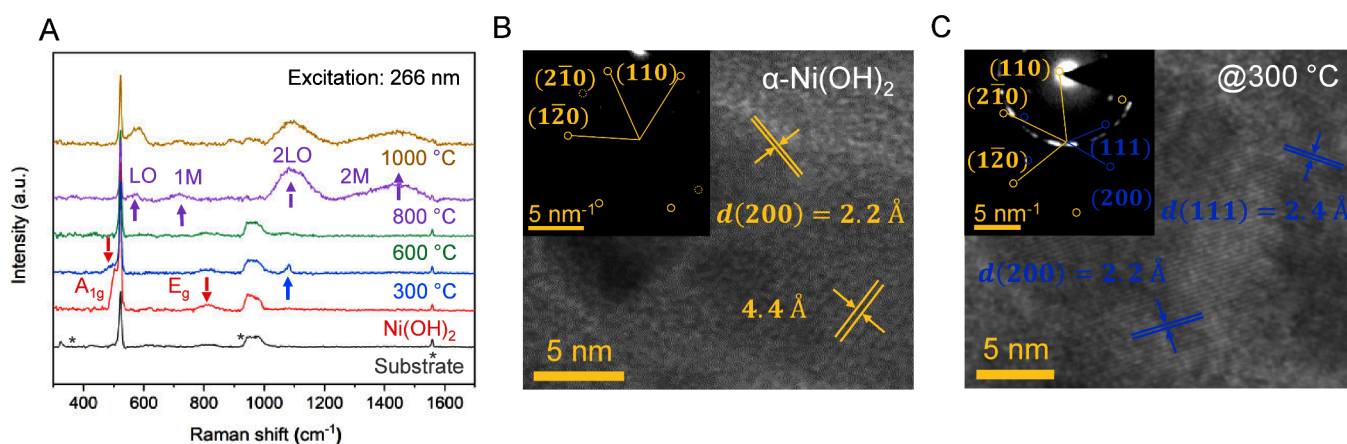 A
Excitation: 266 nm
1000 °C
LO
1M
2LO
2M
800 °C
600 °C
A1g
Eg
300 °C
Ni(OH)2
*
*
*
Substrate
Intensity (a.u.)
400
600
800
1000
1200
1400
1600
Raman shift (cm-1)
B
(21̅0)
(110)
(12̅0)
5 nm-1
α-Ni(OH)2
d(200) = 2.2 Å
4.4 Å
5 nm
C
(110)
(21̅0)
(111)
(12̅0)
(200)
5 nm-1
@300 °C
d(111) = 2.4 Å
d(200) = 2.2 Å
5 nm